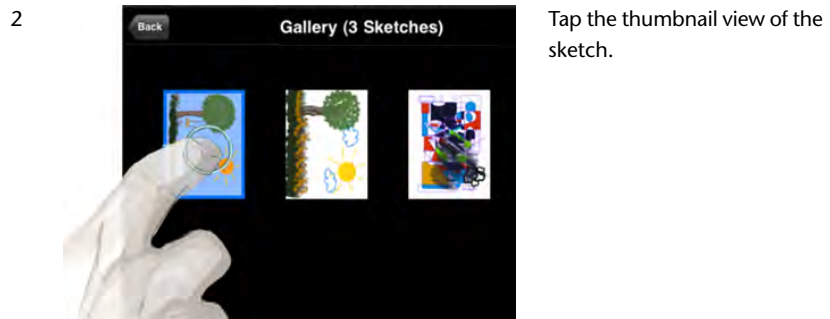 2
Back
Gallery (3 Sketches)
Tap the thumbnail view of the
sketch.